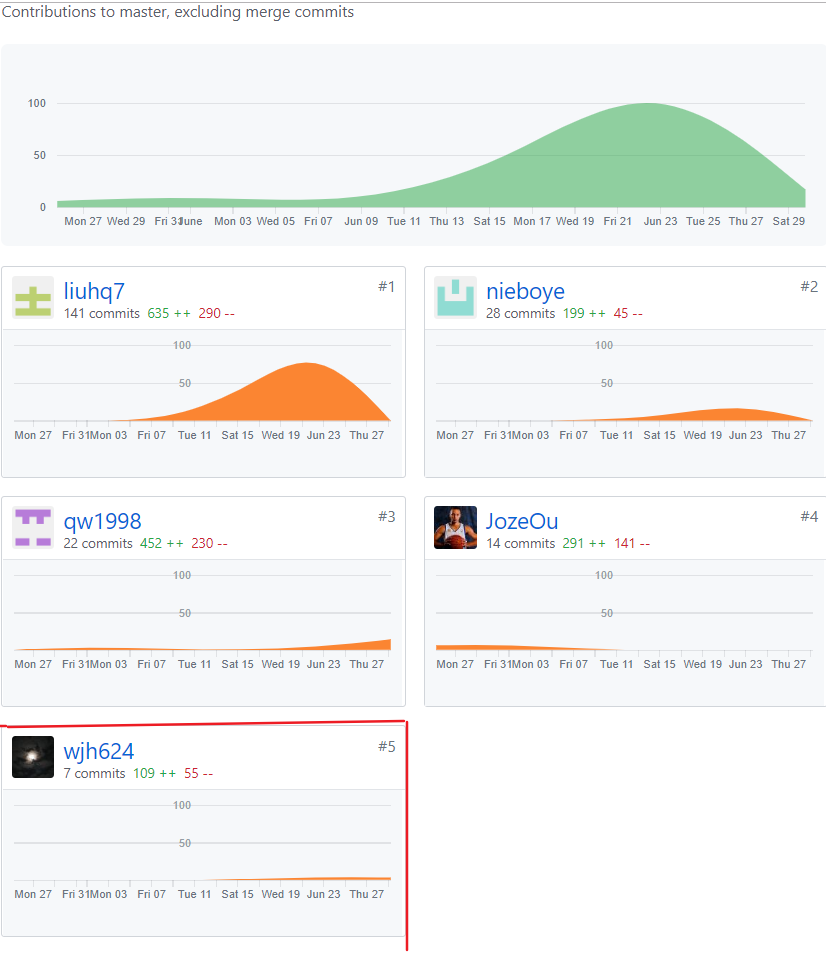 Contributions to master, excluding merge commits
100
50
0
Mon 27 Wed 29 Fri 31 June Mon 03 Wed 05 Fri 07 Jun 09 Tue 11 Thu 13 Sat 15 Mon 17 Wed 19 Fri 21 Jun 23 Tue 25 Thu 27 Sat 29
liuhq7 #1
141 commits 635 ++ 290 --
100
50
Mon 27 Fri 31 Mon 03 Fri 07 Tue 11 Sat 15 Wed 19 Jun 23 Thu 27
nieboye #2
28 commits 199 ++ 45 --
100
50
Mon 27 Fri 31 Mon 03 Fri 07 Tue 11 Sat 15 Wed 19 Jun 23 Thu 27
qw1998 #3
22 commits 452 ++ 230 --
100
50
Mon 27 Fri 31 Mon 03 Fri 07 Tue 11 Sat 15 Wed 19 Jun 23 Thu 27
JozeOu #4
14 commits 291 ++ 141 --
100
50
Mon 27 Fri 31 Mon 03 Fri 07 Tue 11 Sat 15 Wed 19 Jun 23 Thu 27
wjh624 #5
7 commits 109 ++ 55 --
100
50
Mon 27 Fri 31 Mon 03 Fri 07 Tue 11 Sat 15 Wed 19 Jun 23 Thu 27